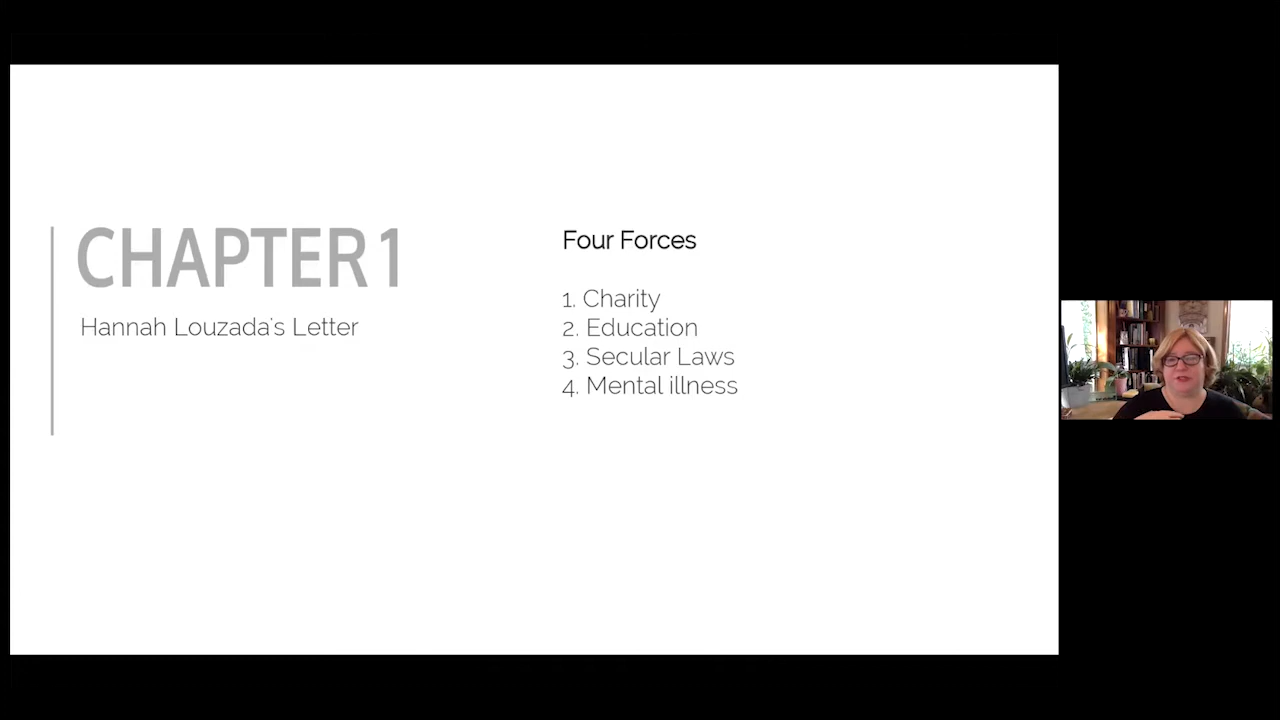 CHAPTER 1
Hannah Louzada's Letter
Four Forces
1. Charity
2. Education
3. Secular Laws
4. Mental illness